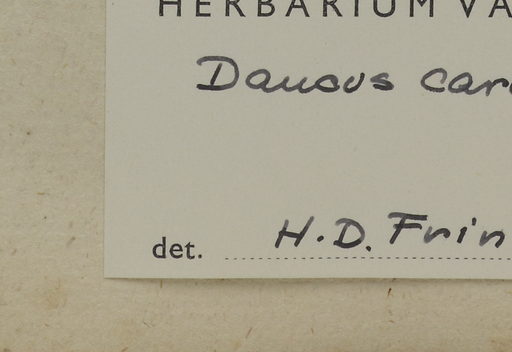 HERBARIUM VA
Daucus car
det. H. D. Frin